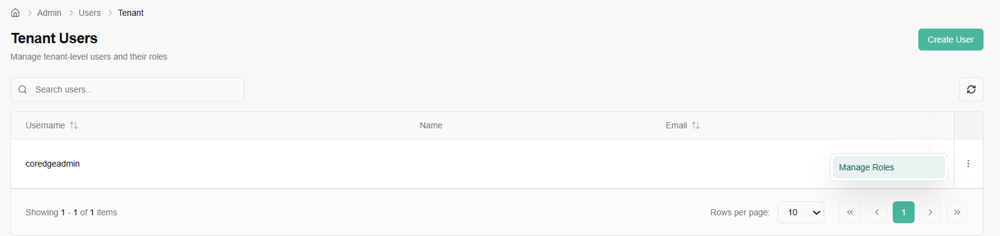 Admin Users Tenant
Tenant Users
Create User
Manage tenant-level users and their roles
Search users...
Username Name Email
coredgeadmin
Manage Roles
Showing 1 - 1 of 1 items
Rows per page: 10 1